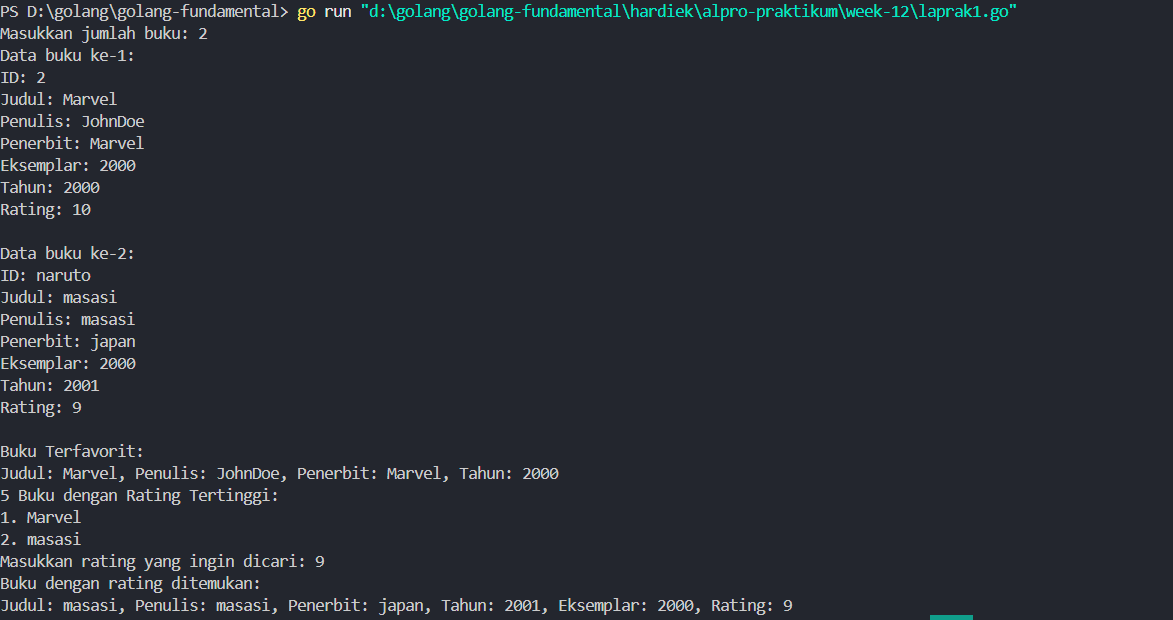 PS D:\golang\golang-fundamental> go run "d:\golang\golang-fundamental\hardiek\alpro-praktikum\week-12\laprak1.go"
Masukkan jumlah buku: 2
Data buku ke-1:
ID: 2
Judul: Marvel
Penulis: JohnDoe
Penerbit: Marvel
Eksemplar: 2000
Tahun: 2000
Rating: 10
Data buku ke-2:
ID: naruto
Judul: masasi
Penulis: masasi
Penerbit: japan
Eksemplar: 2000
Tahun: 2001
Rating: 9
Buku Terfavorit:
Judul: Marvel, Penulis: JohnDoe, Penerbit: Marvel, Tahun: 2000
5 Buku dengan Rating Tertinggi:
1. Marvel
2. masasi
Masukkan rating yang ingin dicari: 9
Buku dengan rating ditemukan:
Judul: masasi, Penulis: masasi, Penerbit: japan, Tahun: 2001, Eksemplar: 2000, Rating: 9